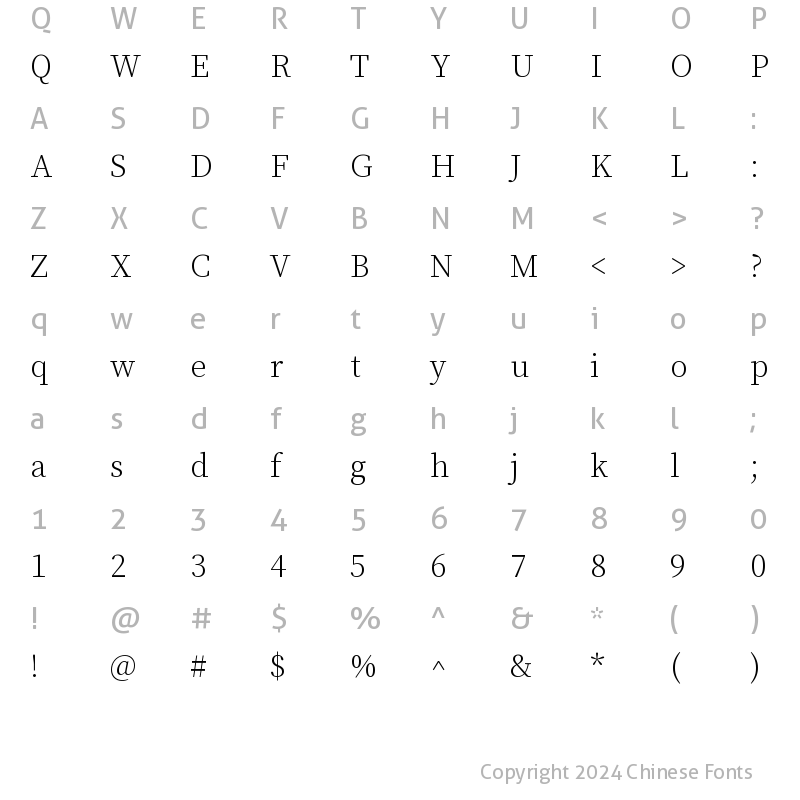 Q W E R T Y U I O P
Q W E R T Y U I O P
A S D F G H J K L :
A S D F G H J K L :
Z X C V B N M < > ?
Z X C V B N M < > ?
q w e r t y u i o p
q w e r t y u i o p
a s d f g h j k l ;
a s d f g h j k l ;
1 2 3 4 5 6 7 8 9 0
1 2 3 4 5 6 7 8 9 0
! @ # $ % ^ & * ( )
! @ # $ % ^ & * ( )
Copyright 2024 Chinese Fonts